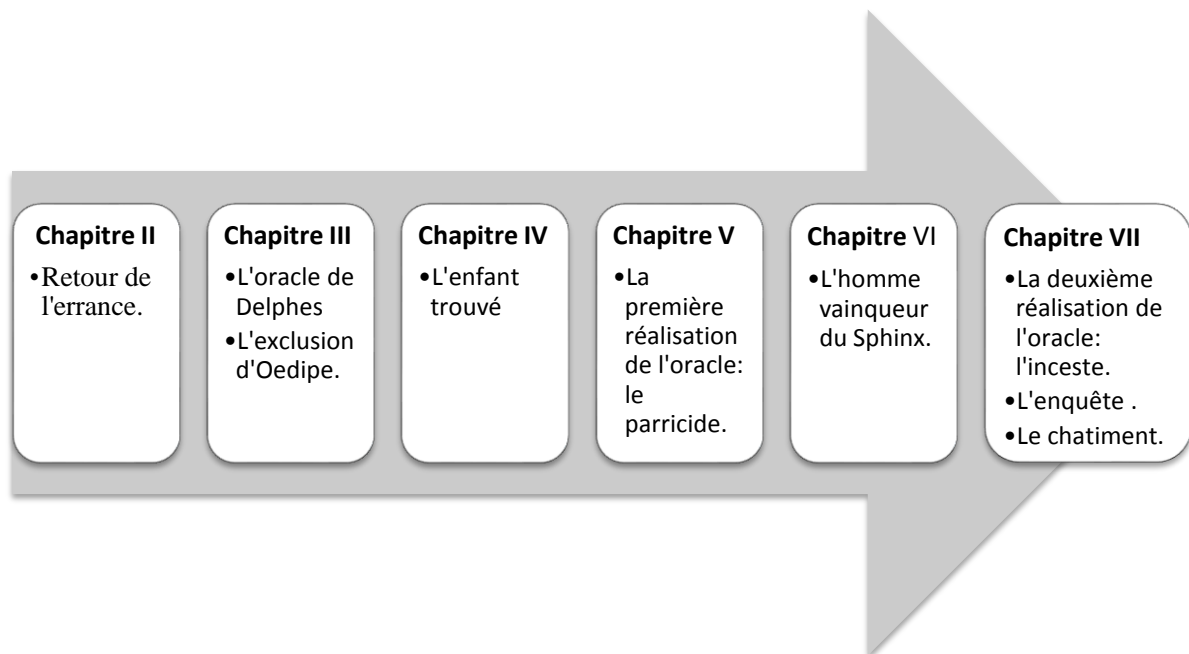 Chapitre II
•Retour de
l'errance.
Chapitre III
•L'oracle de
Delphes
•L'exclusion
d'Oedipe.
Chapitre IV
•L'enfant
trouvé
Chapitre V
•La
première
réalisation
de l'oracle:
le
parricide.
Chapitre VI
•L'homme
vainqueur
du Sphinx.
Chapitre VII
•La deuxième
réalisation de
l'oracle:
l'inceste.
•L'enquête .
•Le chatiment.